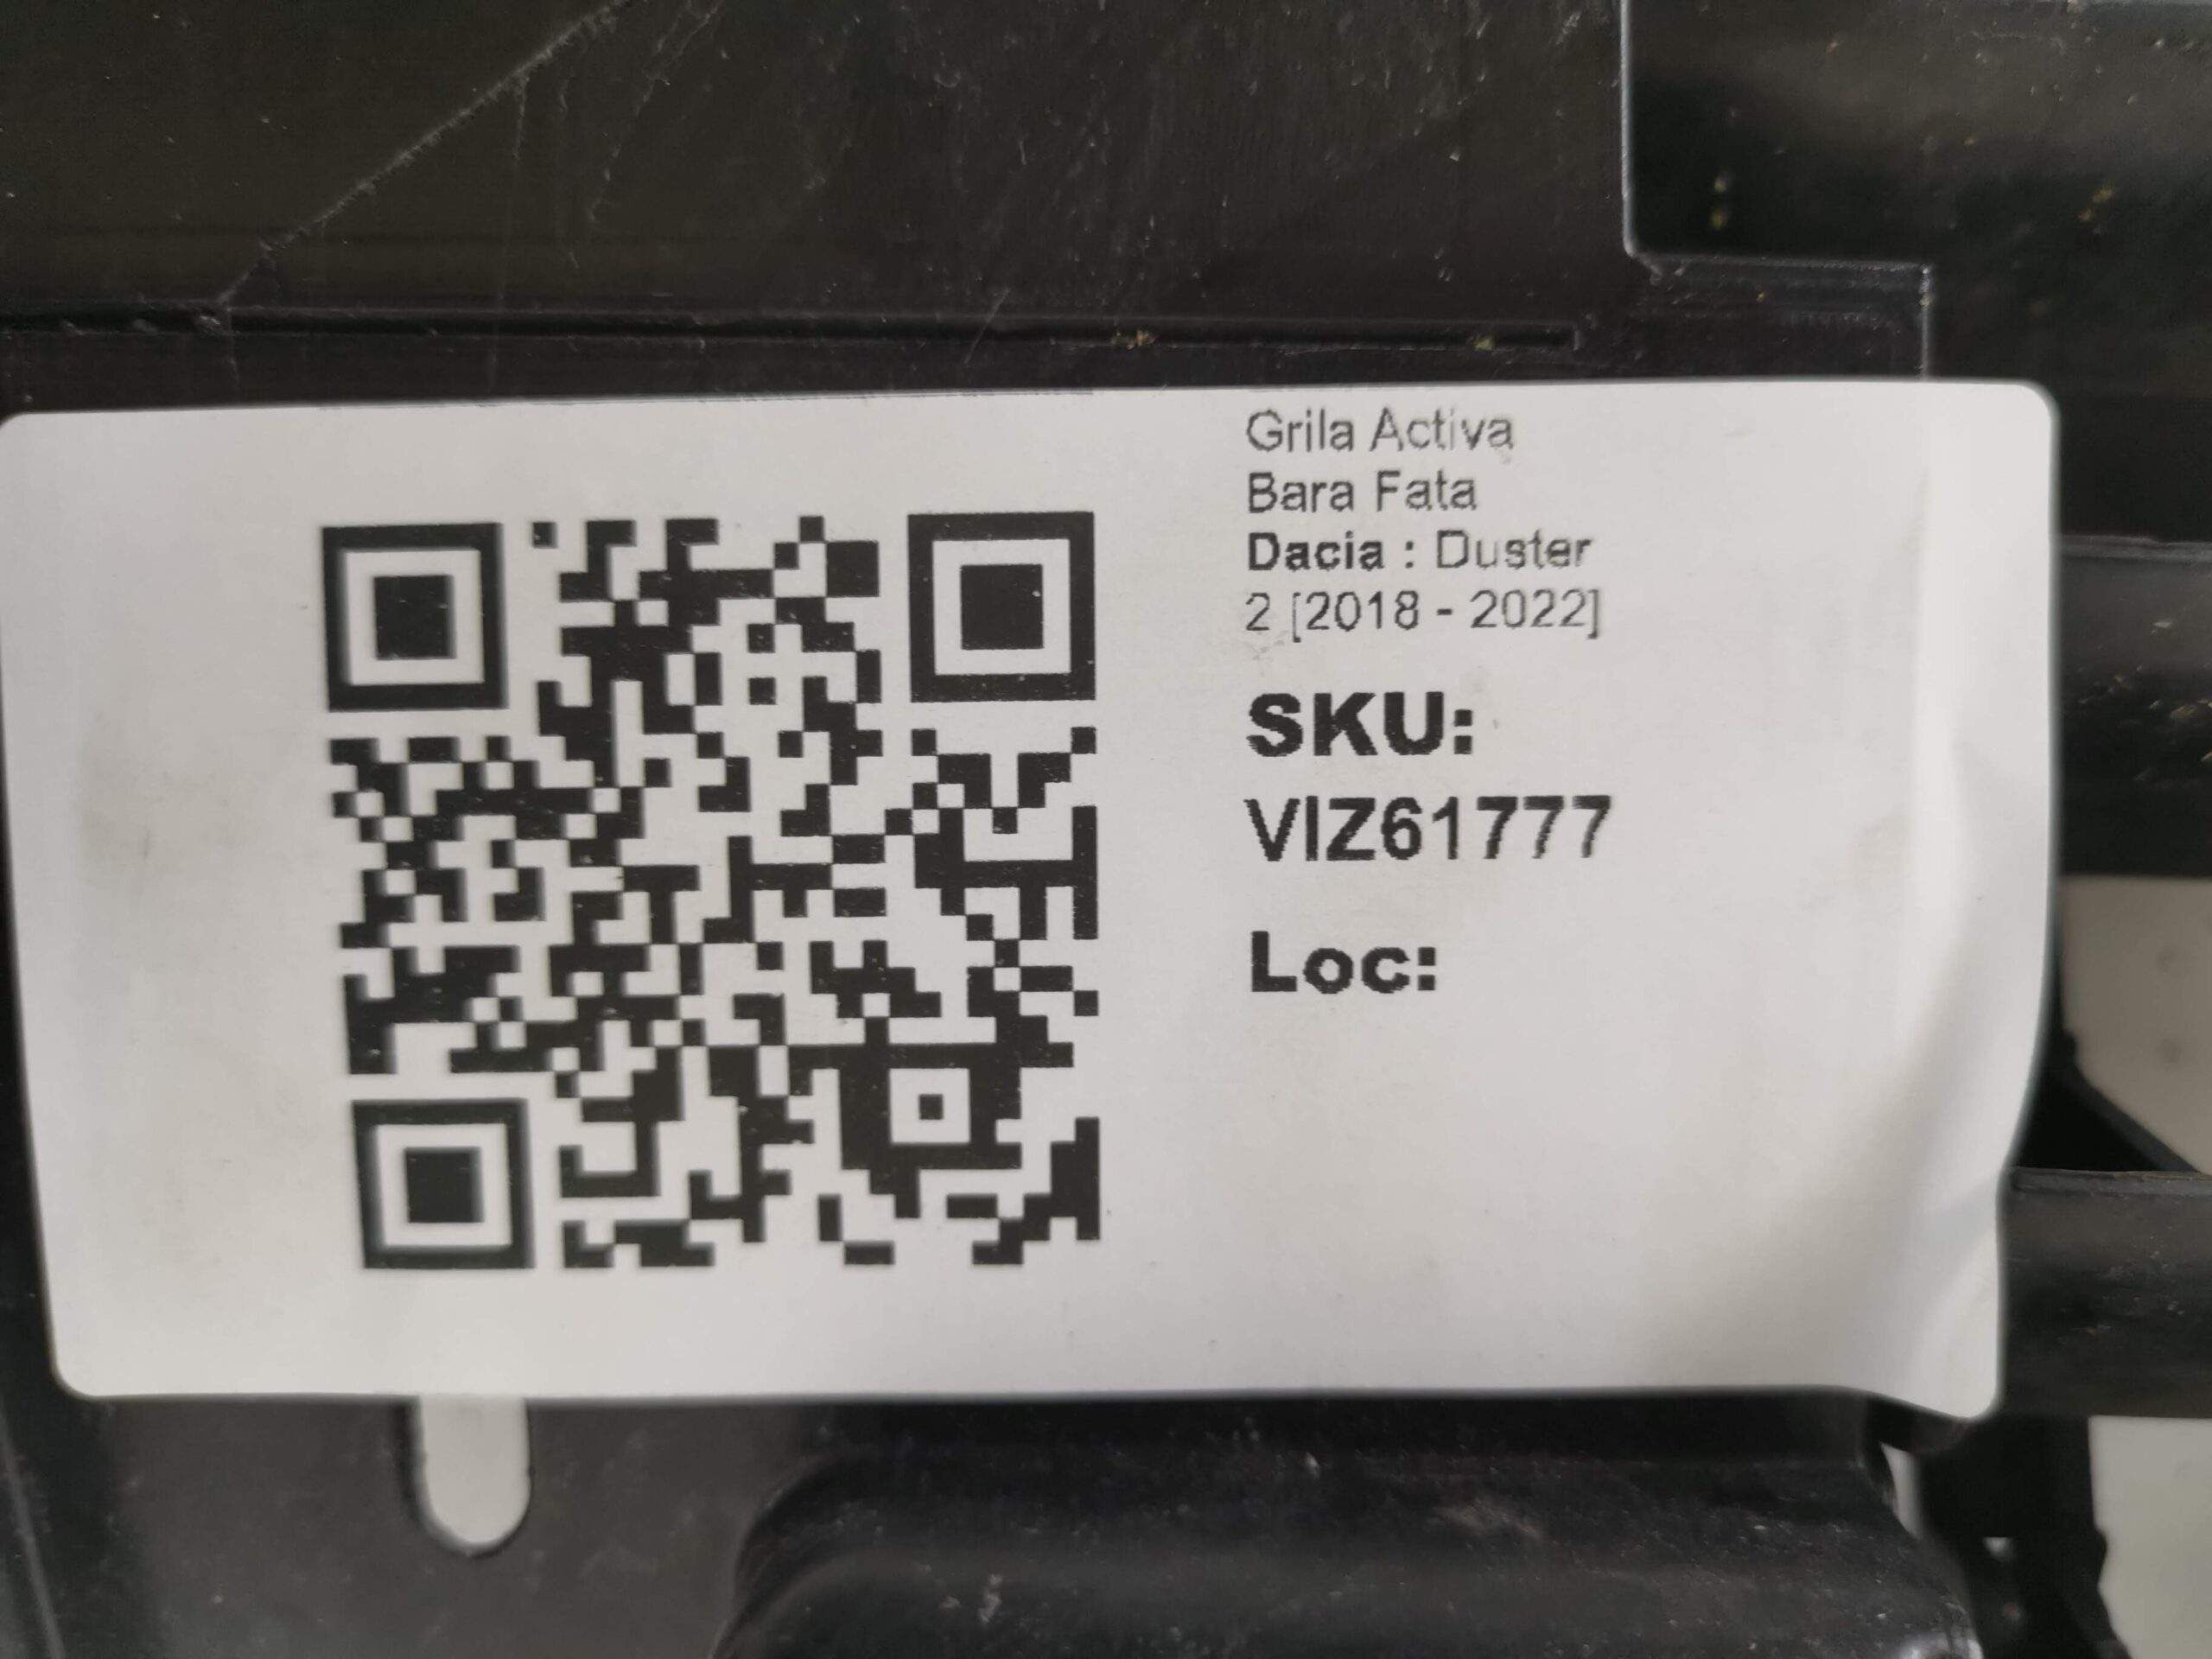 Grila Activa
Bara Fata
Dacia : Duster
2 [2018 - 2022]
SKU:
VIZ61777
Loc: